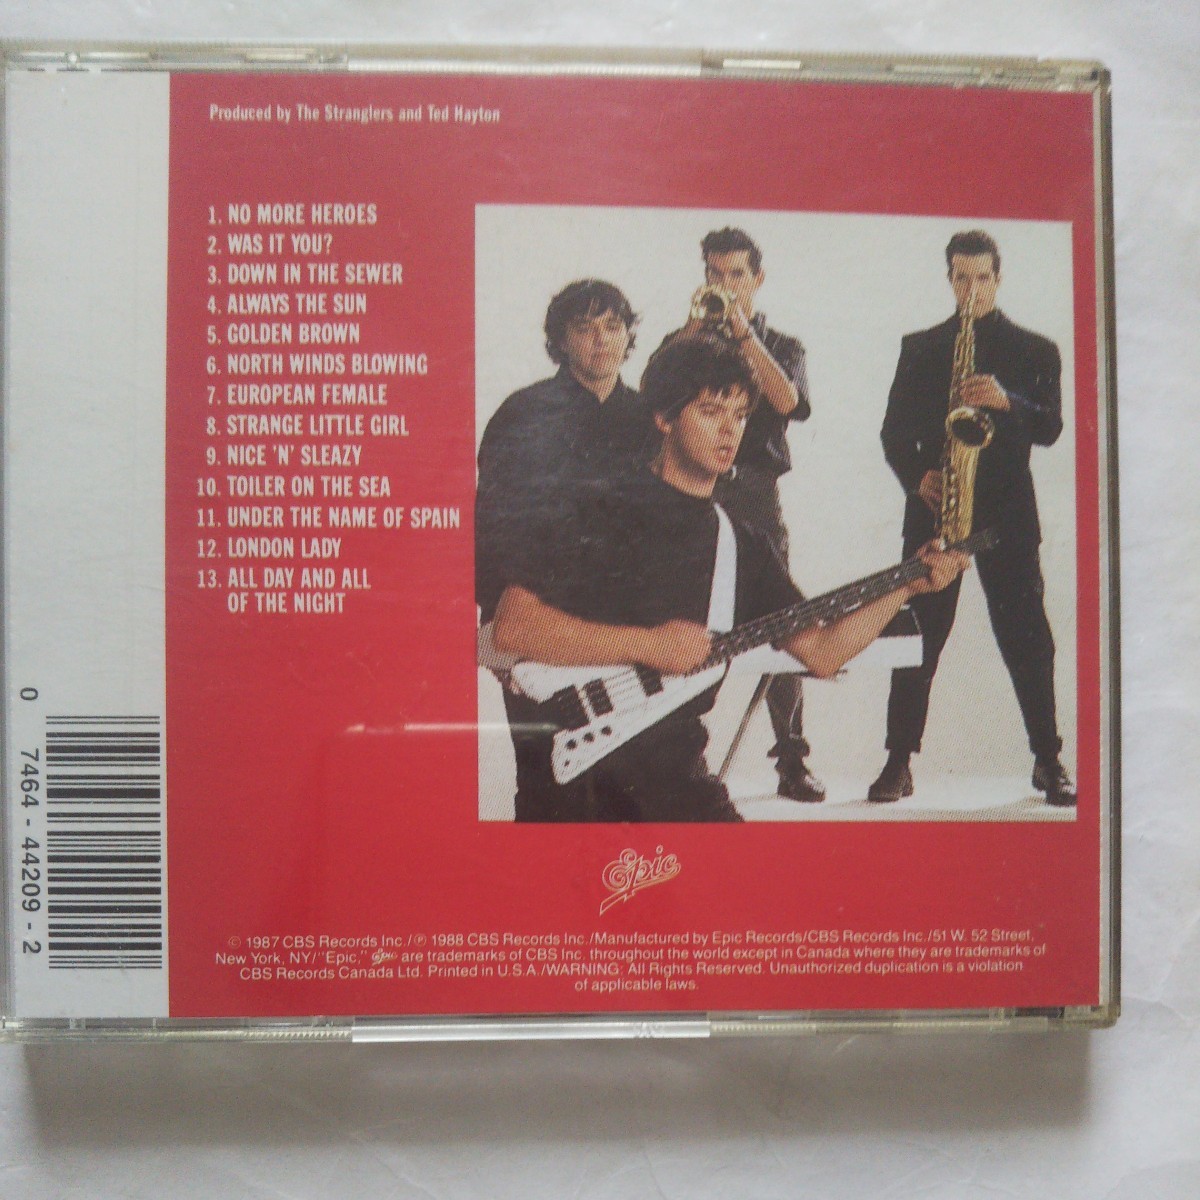 Produced by The Stranglers and Ted Hayton
1. NO MORE HEROES
2. WAS IT YOU?
3. DOWN IN THE SEWER
4. ALWAYS THE SUN
5. GOLDEN BROWN
6. NORTH WINDS BLOWING
7. EUROPEAN FEMALE
8. STRANGE LITTLE GIRL
9. NICE 'N' SLEAZY
10. TOILER ON THE SEA
11. UNDER THE NAME OF SPAIN
12. LONDON LADY
13. ALL DAY AND ALL
OF THE NIGHT
0 7464-44209-2
Epic
© 1987 CBS Records Inc./℗ 1988 CBS Records Inc./Manufactured by Epic Records/CBS Records Inc./51 W. 52 Street,
New York, NY/"Epic," Epic are trademarks of CBS Inc. throughout the world except in Canada where they are trademarks of
CBS Records Canada Ltd. Printed in U.S.A./WARNING: All Rights Reserved. Unauthorized duplication is a violation
of applicable laws.